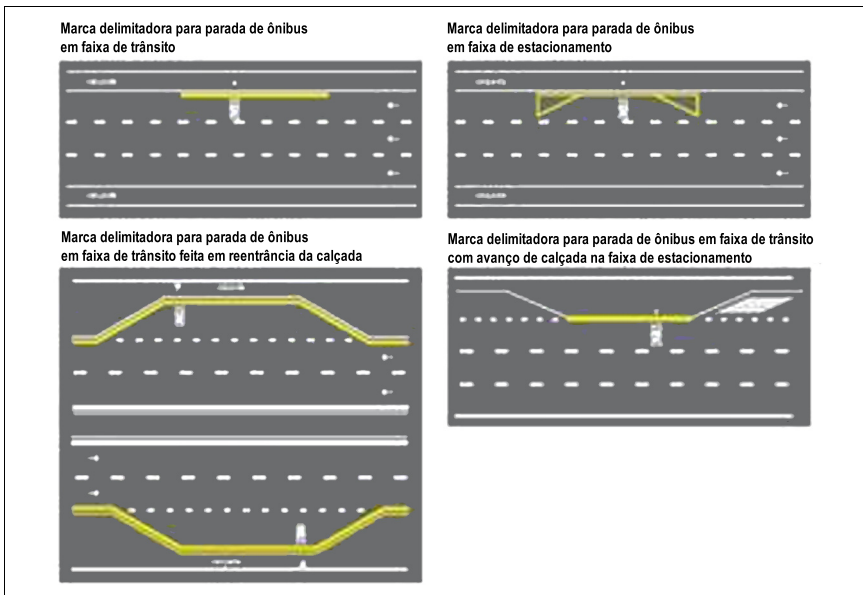 Marca delimitadora para parada de ônibus
em faixa de trânsito
Marca delimitadora para parada de ônibus
em faixa de estacionamento
Marca delimitadora para parada de ônibus
em faixa de trânsito feita em reentrância da calçada
Marca delimitadora para parada de ônibus em faixa de trânsito
com avanço de calçada na faixa de estacionamento